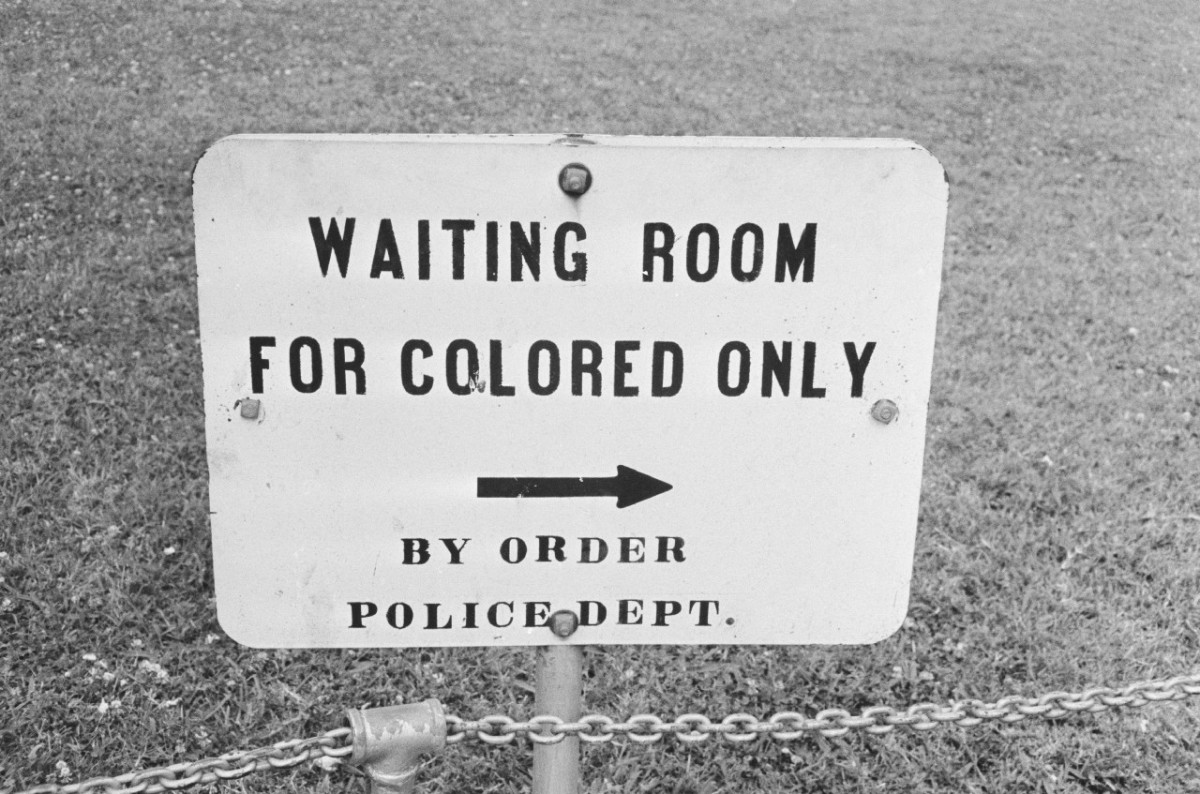 WAITING ROOM
FOR COLORED ONLY
BY ORDER
POLICE DEPT.